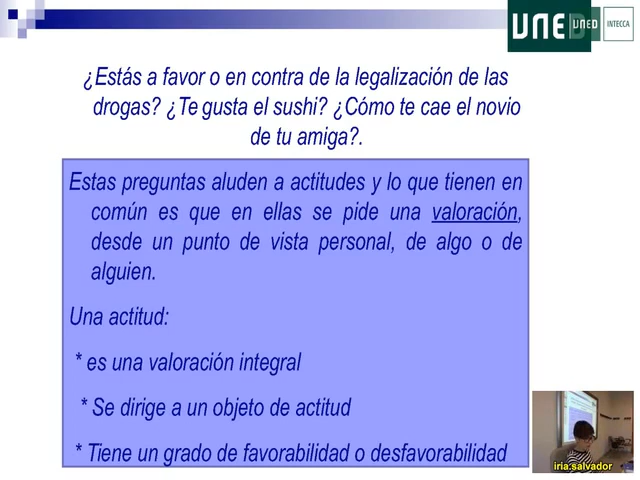 UNED
UNED
INTECCA
¿Estás a favor o en contra de la legalización de las
drogas? ¿Te gusta el sushi? ¿Cómo te cae el novio
de tu amiga?.
Estas preguntas aluden a actitudes y lo que tienen en
común es que en ellas se pide una valoración,
desde un punto de vista personal, de algo o de
alguien.
Una actitud:
* es una valoración integral
* Se dirige a un objeto de actitud
* Tiene un grado de favorabilidad o desfavorabilidad
iria.salvador